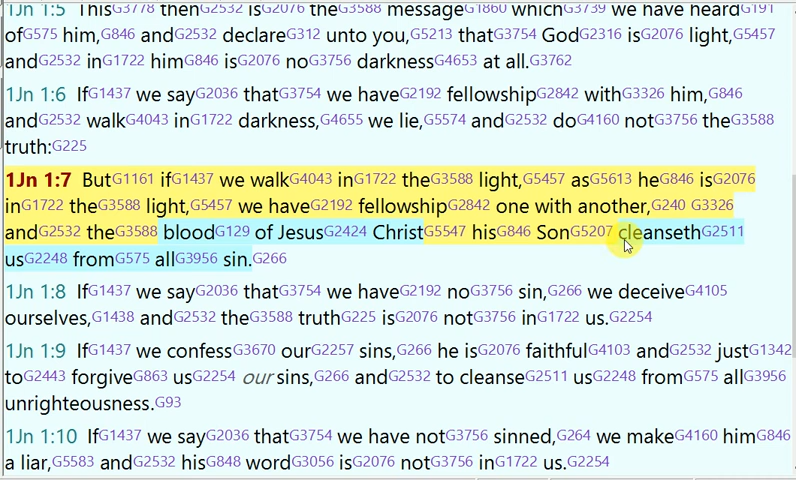 1Jn 1:5 ThisG3778 thenG2532 isG2076 theG3588 messageG1860 whichG3739 we have heardG191
ofG575 him,G846 andG2532 declareG312 unto you,G5213 thatG3754 GodG2316 isG2076 light,G5457
andG2532 inG1722 himG846 isG2076 noG3756 darknessG4653 at all.G3762
1Jn 1:6 IfG1437 we sayG2036 thatG3754 we haveG2192 fellowshipG2842 withG3326 him,G846
andG2532 walkG4043 inG1722 darkness,G4655 we lie,G5574 andG2532 doG4160 notG3756 theG3588
truth:G225
1Jn 1:7 ButG1161 ifG1437 we walkG4043 inG1722 theG3588 light,G5457 asG5613 heG846 isG2076
inG1722 theG3588 light,G5457 we haveG2192 fellowshipG2842 one with another,G240 G3326
andG2532 theG3588 bloodG129 of JesusG2424 ChristG5547 hisG846 SonG5207 cleansethG2511
usG2248 fromG575 allG3956 sin.G266
1Jn 1:8 IfG1437 we sayG2036 thatG3754 we haveG2192 noG3756 sin,G266 we deceiveG4105
ourselves,G1438 andG2532 theG3588 truthG225 isG2076 notG3756 inG1722 us.G2254
1Jn 1:9 IfG1437 we confessG3670 ourG2257 sins,G266 he isG2076 faithfulG4103 andG2532 justG1342
toG2443 forgiveG863 usG2254 our sins,G266 andG2532 to cleanseG2511 usG2248 fromG575 allG3956
unrighteousness.G93
1Jn 1:10 IfG1437 we sayG2036 thatG3754 we have notG3756 sinned,G264 we makeG4160 himG846
a liar,G5583 andG2532 hisG848 wordG3056 isG2076 notG3756 inG1722 us.G2254